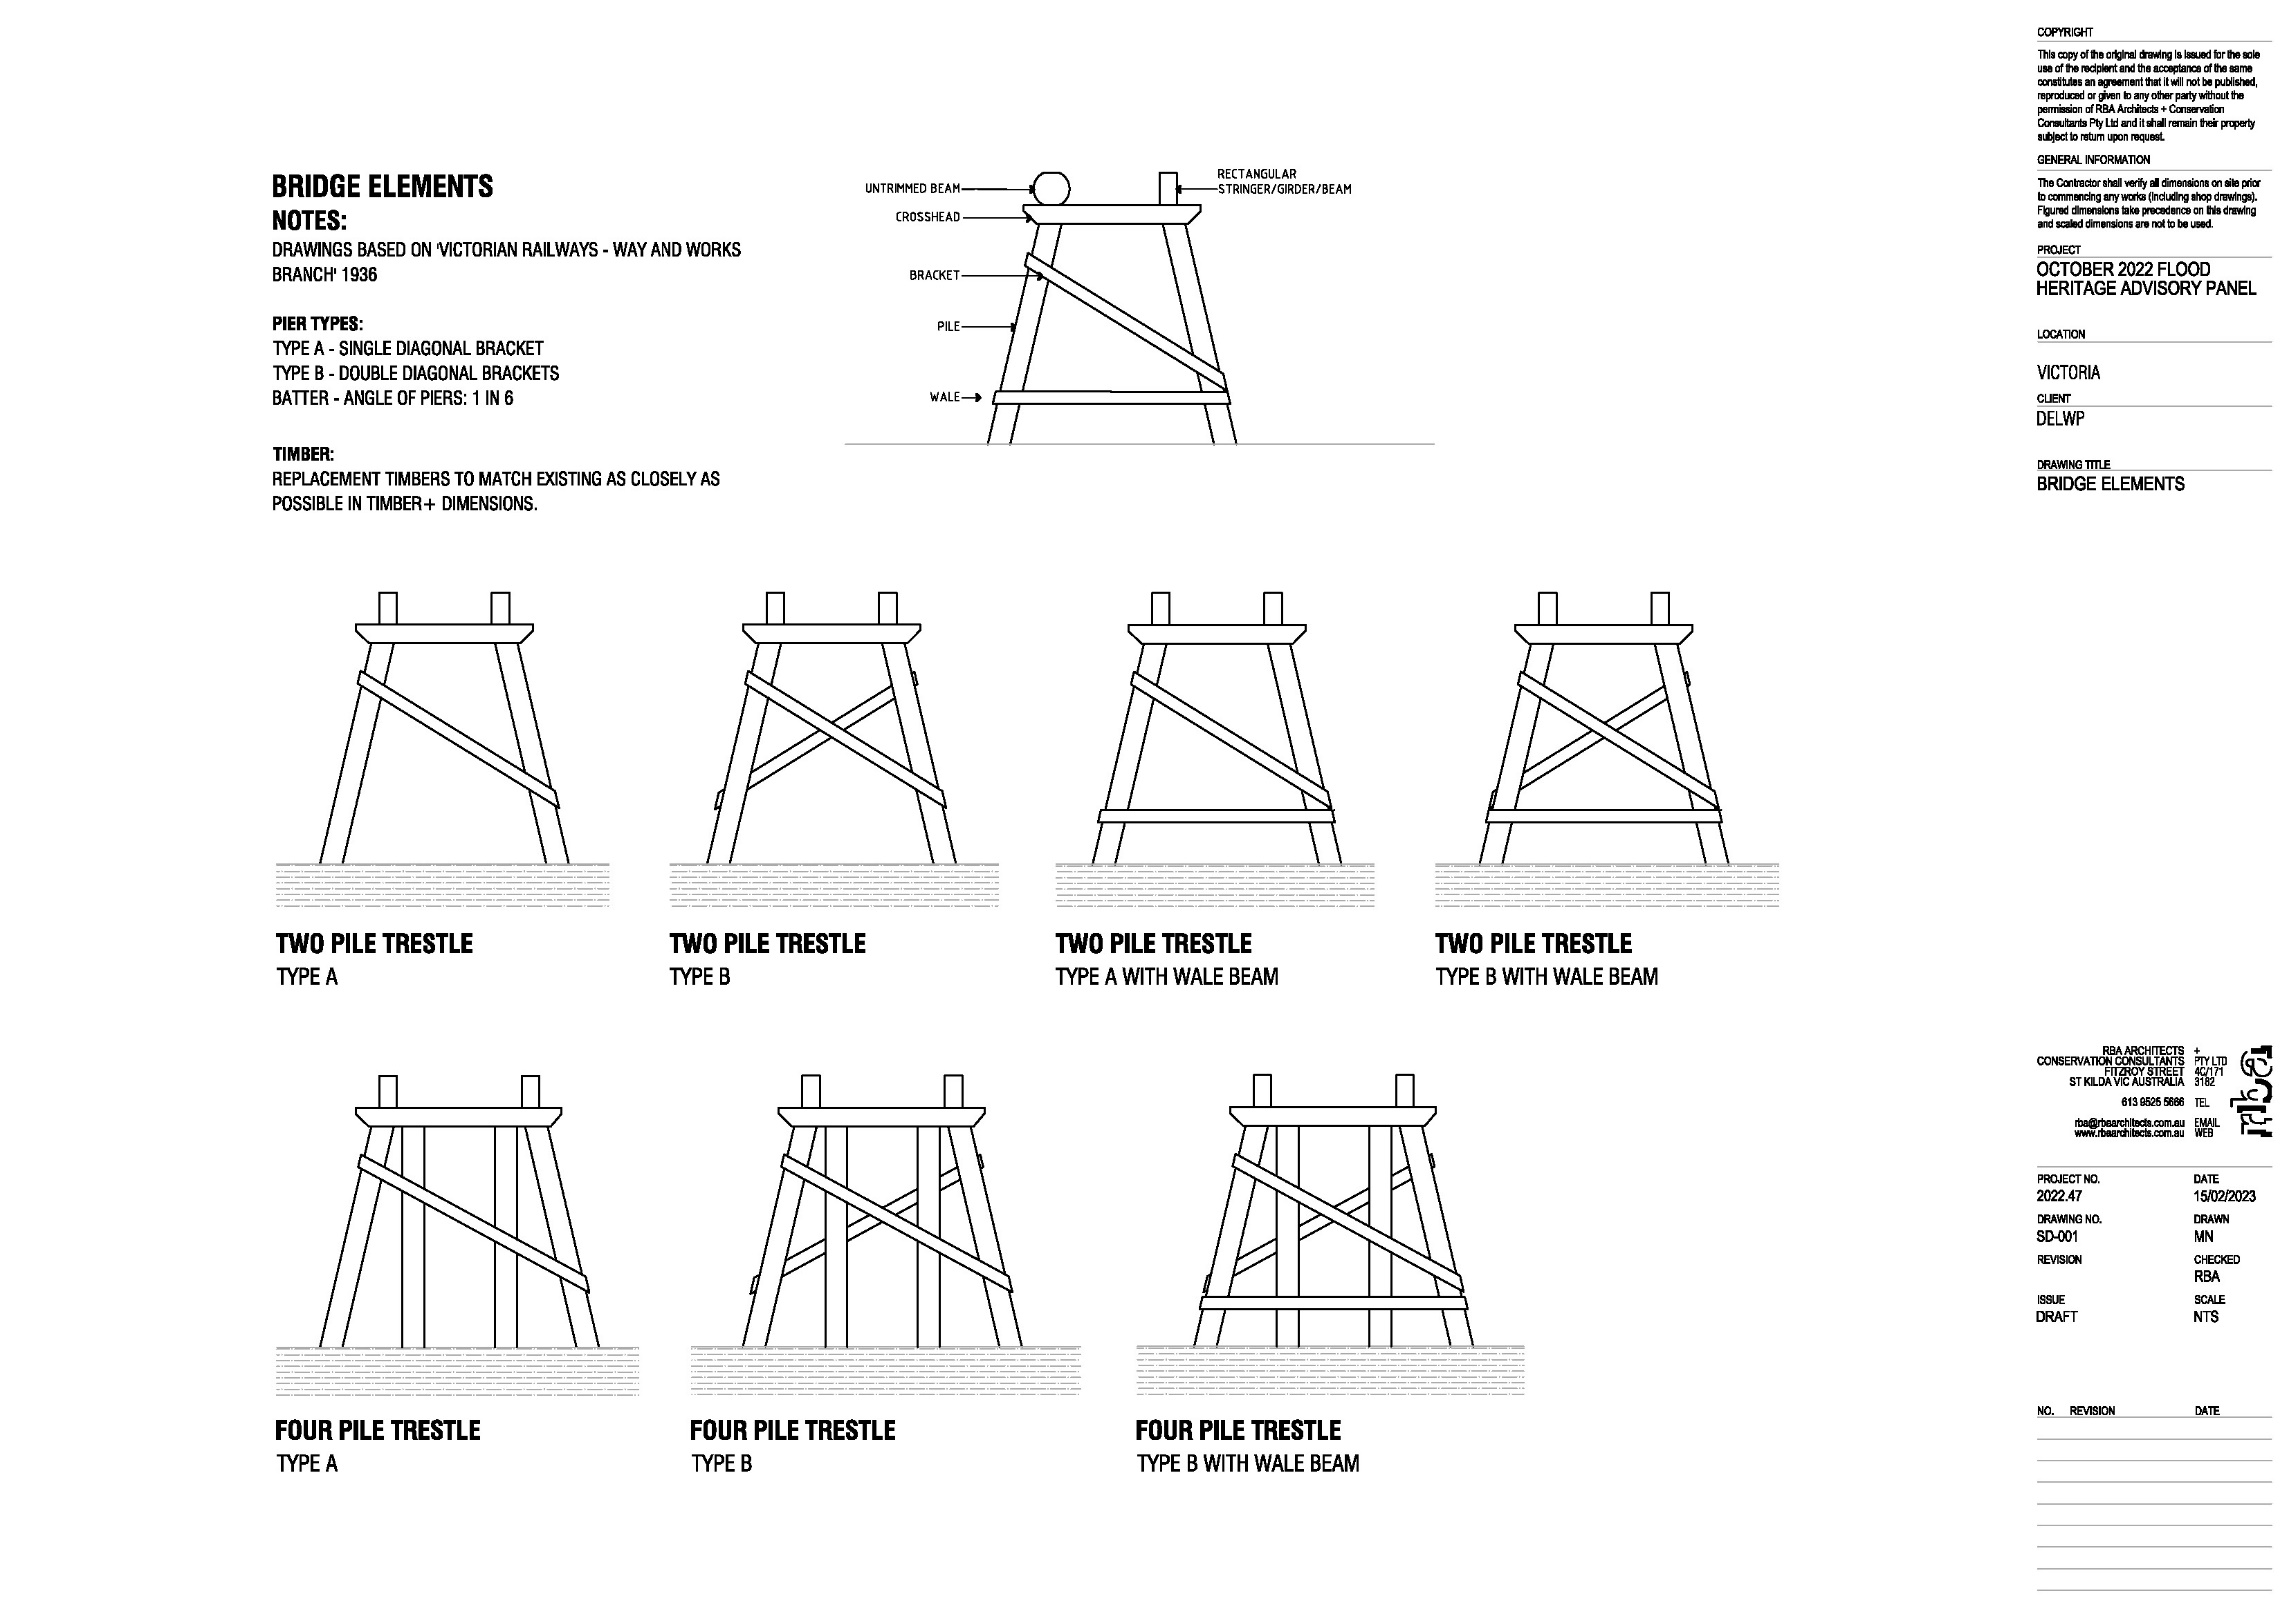 BRIDGE ELEMENTS
NOTES:
DRAWINGS BASED ON 'VICTORIAN RAILWAYS - WAY AND WORKS
BRANCH' 1936
PIER TYPES:
TYPE A - SINGLE DIAGONAL BRACKET
TYPE B - DOUBLE DIAGONAL BRACKETS
BATTER - ANGLE OF PIERS: 1 IN 6
TIMBER:
REPLACEMENT TIMBERS TO MATCH EXISTING AS CLOSELY AS
POSSIBLE IN TIMBER+ DIMENSIONS.
UNTRIMMED BEAM
CROSSHEAD
BRACKET
PILE
WALE
RECTANGULAR
STRINGER/GIRDER/BEAM
TWO PILE TRESTLE
TYPE A
TWO PILE TRESTLE
TYPE B
TWO PILE TRESTLE
TYPE A WITH WALE BEAM
TWO PILE TRESTLE
TYPE B WITH WALE BEAM
FOUR PILE TRESTLE
TYPE A
FOUR PILE TRESTLE
TYPE B
FOUR PILE TRESTLE
TYPE B WITH WALE BEAM
COPYRIGHT
This copy of the original drawing is issued for the sole
use of the recipient and the acceptance of the same
constitutes an agreement that it will not be published,
reproduced or given to any other party without the
permission of RBA Architects + Conservation
Consultants Pty Ltd and it shall remain their property
subject to return upon request.
GENERAL INFORMATION
The Contractor shall verify all dimensions on site prior
to commencing any works (including shop drawings).
Figured dimensions take precedence on this drawing
and scaled dimensions are not to be used.
PROJECT
OCTOBER 2022 FLOOD
HERITAGE ADVISORY PANEL
LOCATION
VICTORIA
CLIENT
DELWP
DRAWING TITLE
BRIDGE ELEMENTS
RBA ARCHITECTS +
CONSERVATION CONSULTANTS PTY LTD
FITZROY STREET 4C/171
ST KILDA VIC AUSTRALIA 3182
613 9525 5666 TEL
rba@rbaarchitects.com.au EMAIL
www.rbaarchitects.com.au WEB
rba
PROJECT NO. DATE
2022.47 15/02/2023
DRAWING NO. DRAWN
SD-001 MN
REVISION CHECKED
RBA
ISSUE SCALE
DRAFT NTS
NO. REVISION DATE